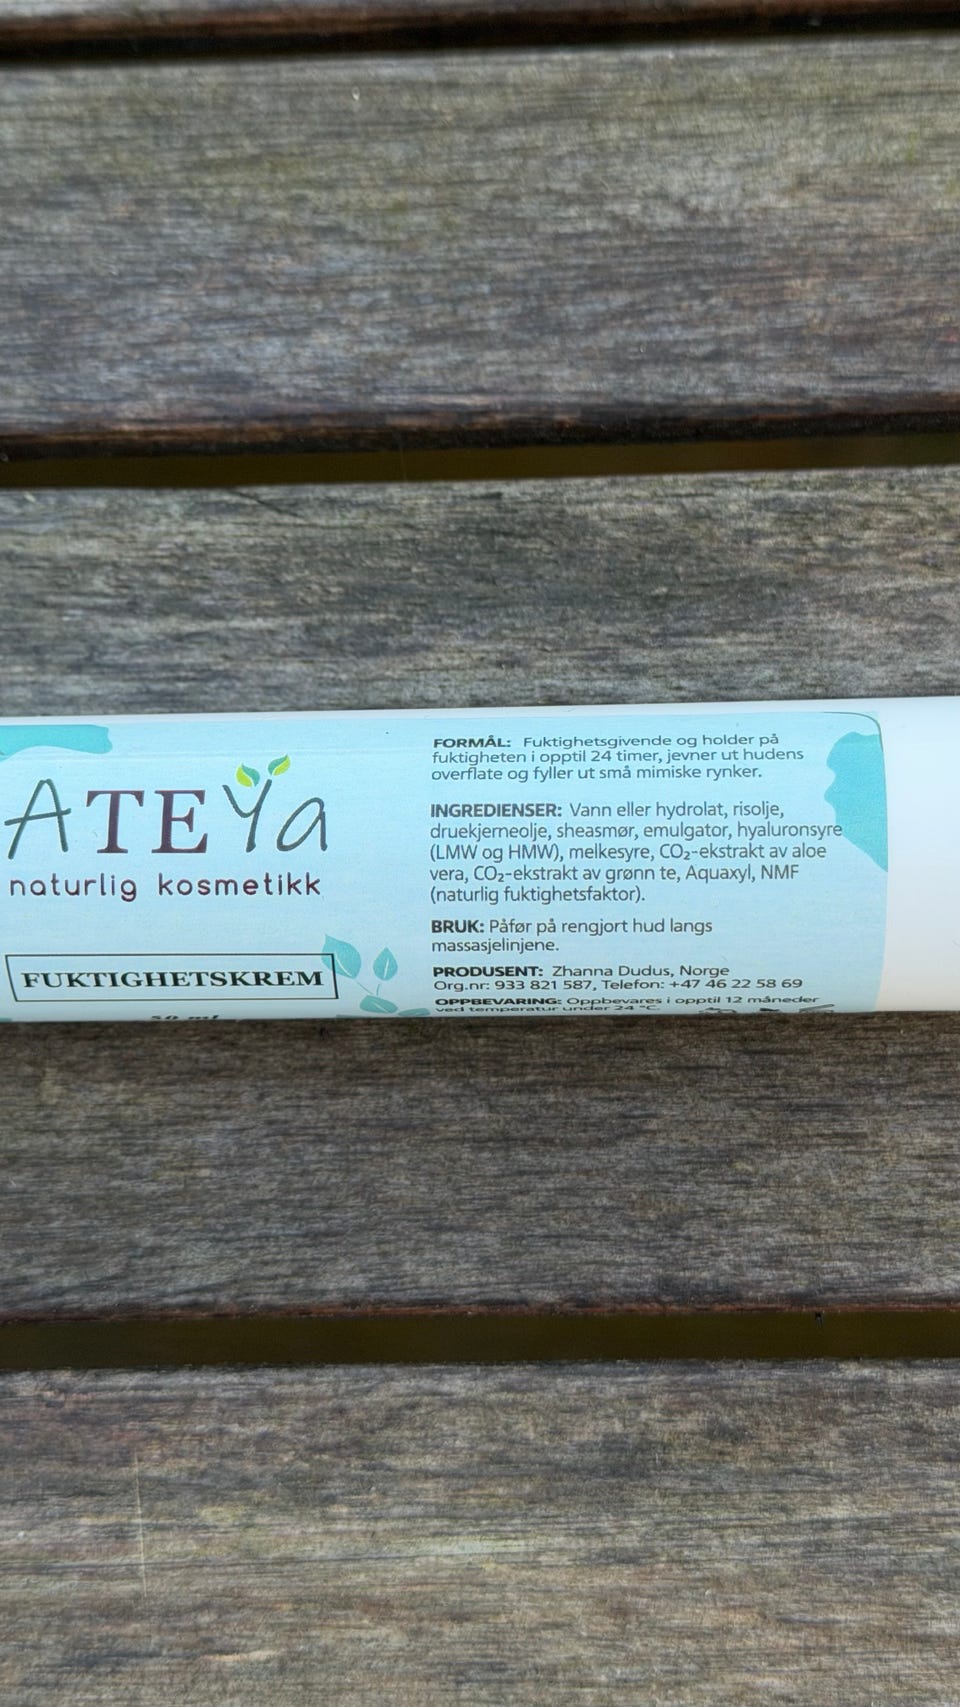 ATEYa
naturlig kosmetikk
FUKTIGHETSKREM
50 ml
FORMÅL: Fuktighetsgivende og holder på
fuktigheten i opptil 24 timer, jevner ut hudens
overflate og fyller ut små mimiske rynker.
INGREDIENSER: Vann eller hydrolat, risolje,
druekjerneolje, sheasmør, emulgator, hyaluronsyre
(LMW og HMW), melkesyre, CO₂-ekstrakt av aloe
vera, CO₂-ekstrakt av grønn te, Aquaxyl, NMF
(naturlig fuktighetsfaktor).
BRUK: Påfør på rengjort hud langs
massasjelinjene.
PRODUSENT: Zhanna Dudus, Norge
Org.nr: 933 821 587, Telefon: +47 46 22 58 69
OPPBEVARING: Oppbevares i opptil 12 måneder
ved temperatur under 24 °C.